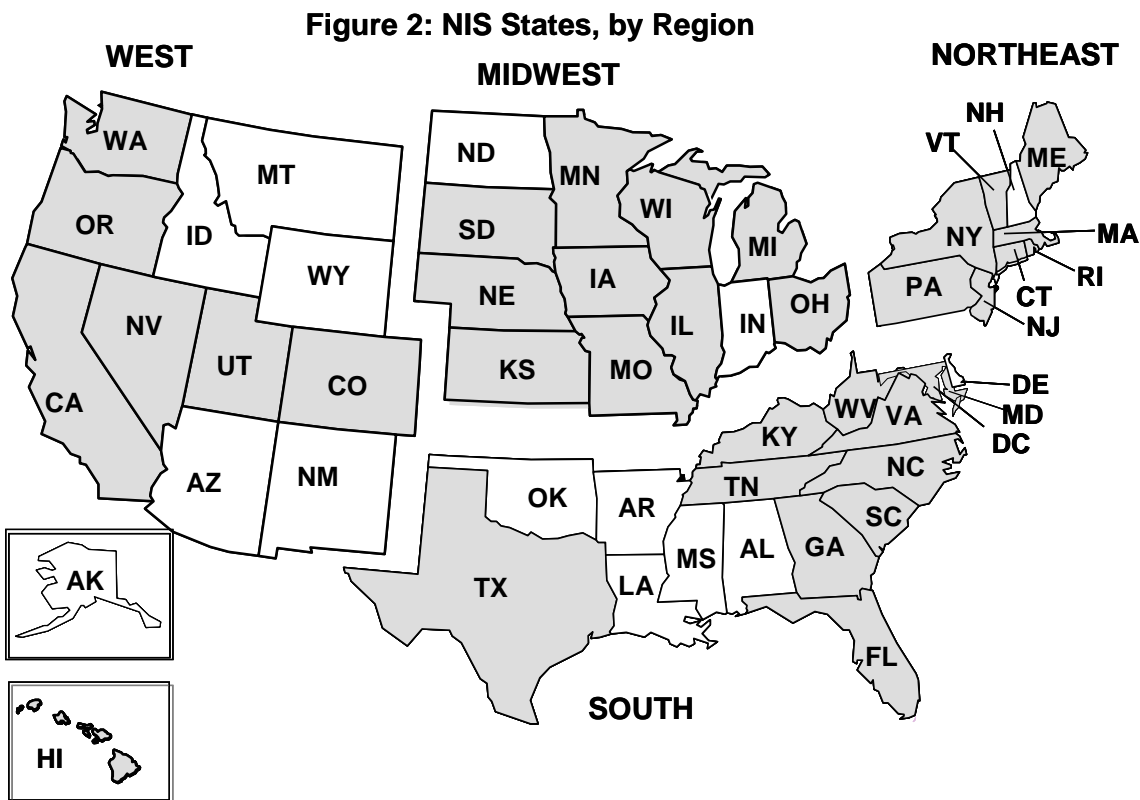 Figure 2: NIS States, by Region
WEST
MIDWEST
NORTHEAST
WA
MT
OR
ID
WY
NV
UT
CO
CA
AZ
NM
AK
HI
ND
MN
SD
WI
MI
NE
IA
IL
IN
OH
KS
MO
NH
VT
ME
NY
MA
RI
PA
CT
NJ
DE
MD
DC
WV
VA
KY
NC
TN
OK
AR
SC
MS
AL
GA
TX
LA
FL
SOUTH